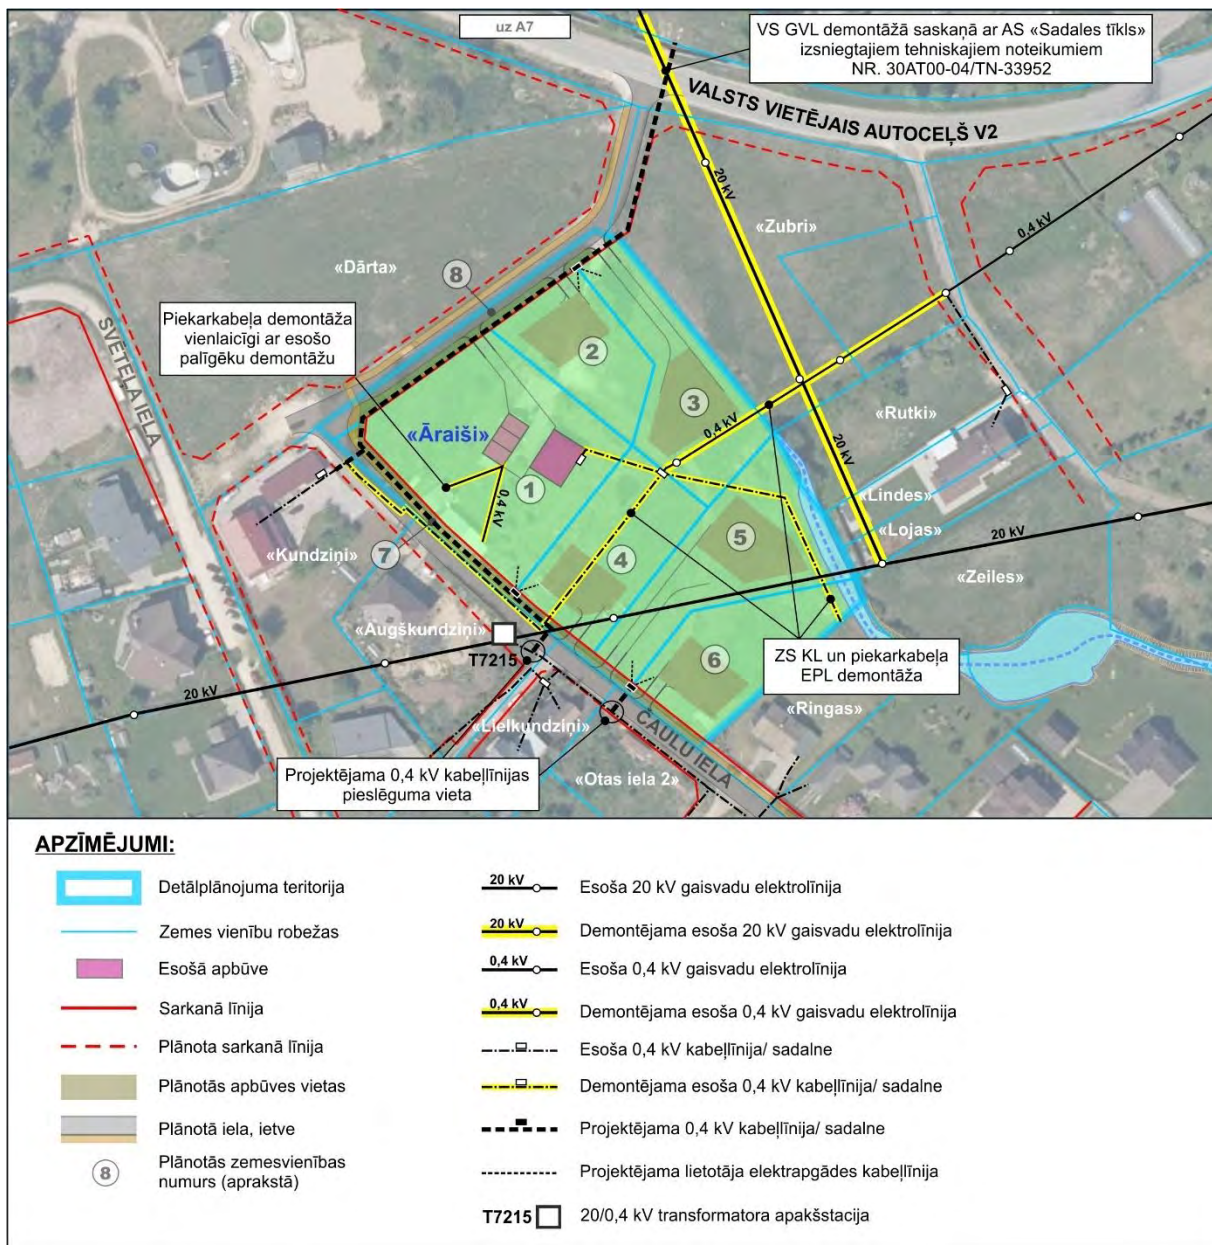 uz A7
VS GVL demontāžā saskaņā ar AS «Sadales tīkls»
izsniegtajiem tehniskajiem noteikumiem
NR. 30AT00-04/TN-33952
VALSTS VIETĒJAIS AUTOCEĻŠ V2
20 kV
0,4 kV
«Zubri»
«Dārta»
8
Piekarkabeļa demontāža
vienlaicīgi ar esošo
palīgēku demontāžu
SVĒTEĻA IELA
2
3
0,4 kV
«Rutki»
«Āraiši»
20 kV
1
0,4 kV
«Lindes»
«Lojas»
20 kV
«Kundziņi»
7
4
5
«Zeiles»
«Augškundziņi»
T7215
6
ZS KL un piekarkabeļa
EPL demontāža
20 kV
«Ringas»
«Lielkundziņi»
ČAULU IELA
Projektējama 0,4 kV kabeļlīnijas
pieslēguma vieta
«Otas iela 2»
APZĪMĒJUMI:
Detālplānojuma teritorija
Zemes vienību robežas
Esošā apbūve
Sarkanā līnija
Plānota sarkanā līnija
Plānotās apbūves vietas
Plānotā iela, ietve
8
Plānotās zemesvienības
numurs (aprakstā)
20 kV
Esoša 20 kV gaisvadu elektrolīnija
20 kV
Demontējama esoša 20 kV gaisvadu elektrolīnija
0,4 kV
Esoša 0,4 kV gaisvadu elektrolīnija
0,4 kV
Demontējama esoša 0,4 kV gaisvadu elektrolīnija
Esoša 0,4 kV kabeļlīnija/ sadalne
Demontējama esoša 0,4 kV kabeļlīnija/ sadalne
Projektējama 0,4 kV kabeļlīnija/ sadalne
Projektējama lietotāja elektrapgādes kabeļlīnija
T7215
20/0,4 kV transformatora apakšstacija